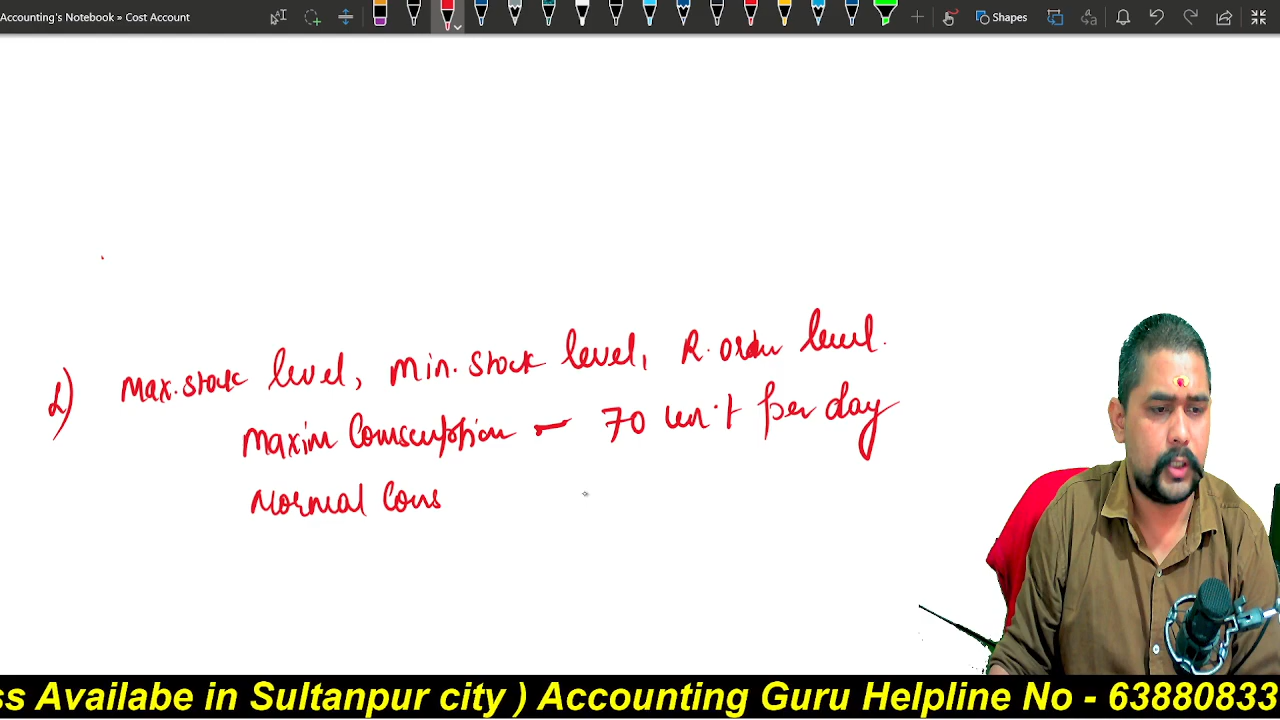 Accounting's Notebook » Cost Account
Shapes
2) Max. stock level, Min. stock level, R. order level.
Maxim Consumption - 70 unit per day
Normal Cons
ss Availabe in Sultanpur city ) Accounting Guru Helpline No - 63880833